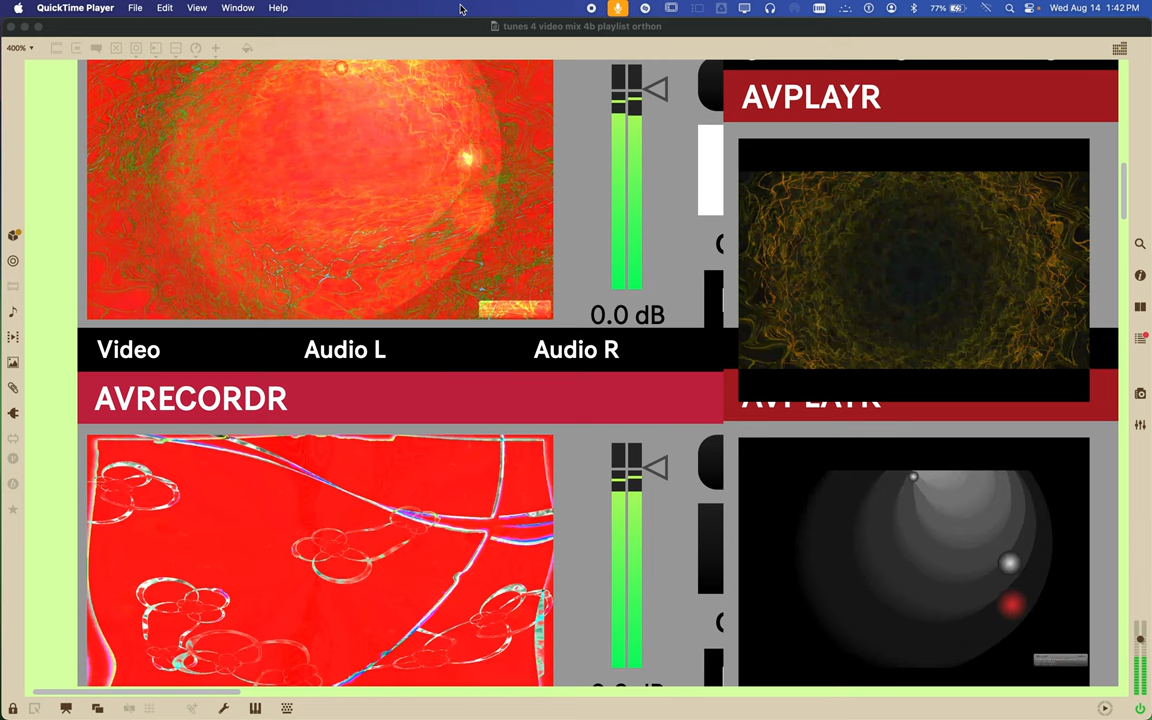 QuickTime Player File Edit View Window Help 77% Wed Aug 14 1:42 PM
tunes 4 video mix 4b playlist orthon
400%
AVPLAYR
0.0 dB
Video Audio L Audio R
AVRECORDR